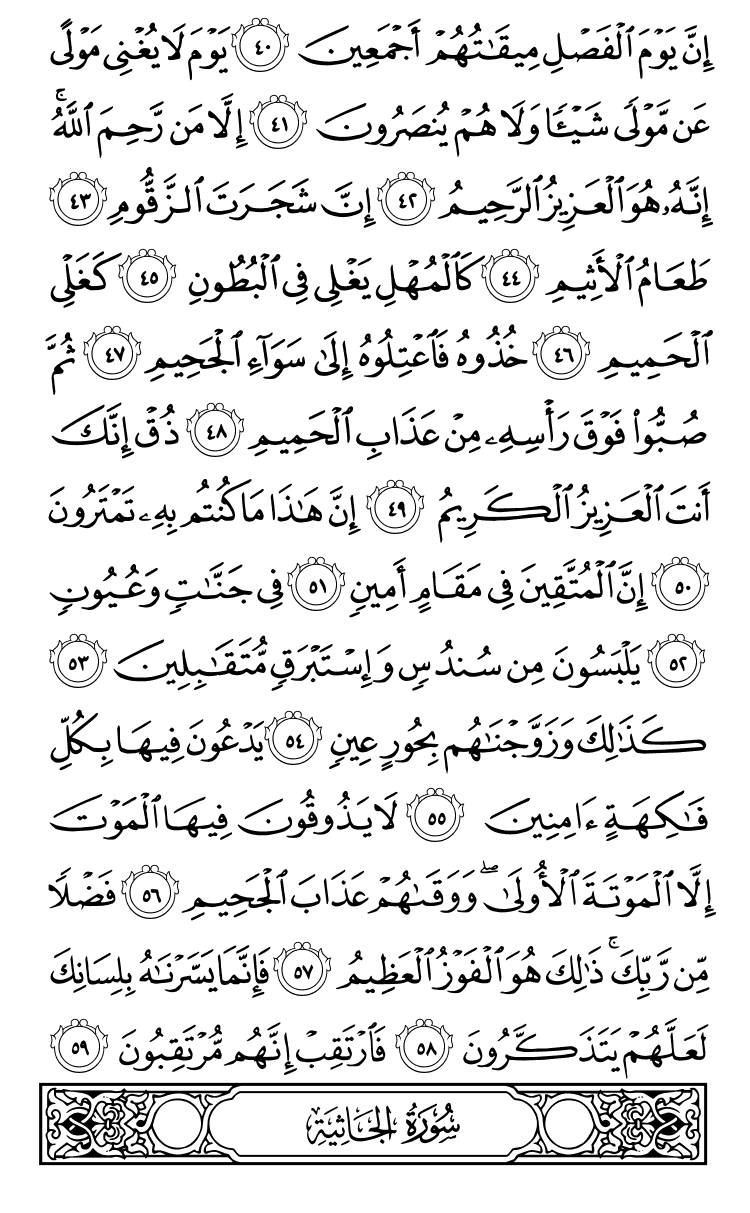 إِنَّ يَوْمَ ٱلْفَصْلِ مِيقَٰتُهُمْ أَجْمَعِينَ ٤٠ يَوْمَ لَا يُغْنِى مَوْلًى
عَن مَّوْلًى شَيْـًٔا وَلَا هُمْ يُنصَرُونَ ٤١ إِلَّا مَن رَّحِمَ ٱللَّهُ ۚ
إِنَّهُۥ هُوَ ٱلْعَزِيزُ ٱلرَّحِيمُ ٤٢ إِنَّ شَجَرَتَ ٱلزَّقُّومِ ٤٣
طَعَامُ ٱلْأَثِيمِ ٤٤ كَٱلْمُهْلِ يَغْلِى فِى ٱلْبُطُونِ ٤٥ كَغَلْىِ
ٱلْحَمِيمِ ٤٦ خُذُوهُ فَٱعْتِلُوهُ إِلَىٰ سَوَآءِ ٱلْجَحِيمِ ٤٧ ثُمَّ
صُبُّوا۟ فَوْقَ رَأْسِهِۦ مِنْ عَذَابِ ٱلْحَمِيمِ ٤٨ ذُقْ إِنَّكَ
أَنتَ ٱلْعَزِيزُ ٱلْكَرِيمُ ٤٩ إِنَّ هَٰذَا مَا كُنتُم بِهِۦ تَمْتَرُونَ
٥٠ إِنَّ ٱلْمُتَّقِينَ فِى مَقَامٍ أَمِينٍ ٥١ فِى جَنَّٰتٍ وَعُيُونٍ
٥٢ يَلْبَسُونَ مِن سُندُسٍ وَإِسْتَبْرَقٍ مُّتَقَٰبِلِينَ ٥٣
كَذَٰلِكَ وَزَوَّجْنَٰهُم بِحُورٍ عِينٍ ٥٤ يَدْعُونَ فِيهَا بِكُلِّ
فَٰكِهَةٍ ءَامِنِينَ ٥٥ لَا يَذُوقُونَ فِيهَا ٱلْمَوْتَ
إِلَّا ٱلْمَوْتَةَ ٱلْأُولَىٰ ۖ وَوَقَىٰهُمْ عَذَابَ ٱلْجَحِيمِ ٥٦ فَضْلًا
مِّن رَّبِّكَ ۚ ذَٰلِكَ هُوَ ٱلْفَوْزُ ٱلْعَظِيمُ ٥٧ فَإِنَّمَا يَسَّرْنَٰهُ بِلِسَانِكَ
لَعَلَّهُمْ يَتَذَكَّرُونَ ٥٨ فَٱرْتَقِبْ إِنَّهُم مُّرْتَقِبُونَ ٥٩
سُورَةُ الجَاثِيَةِ